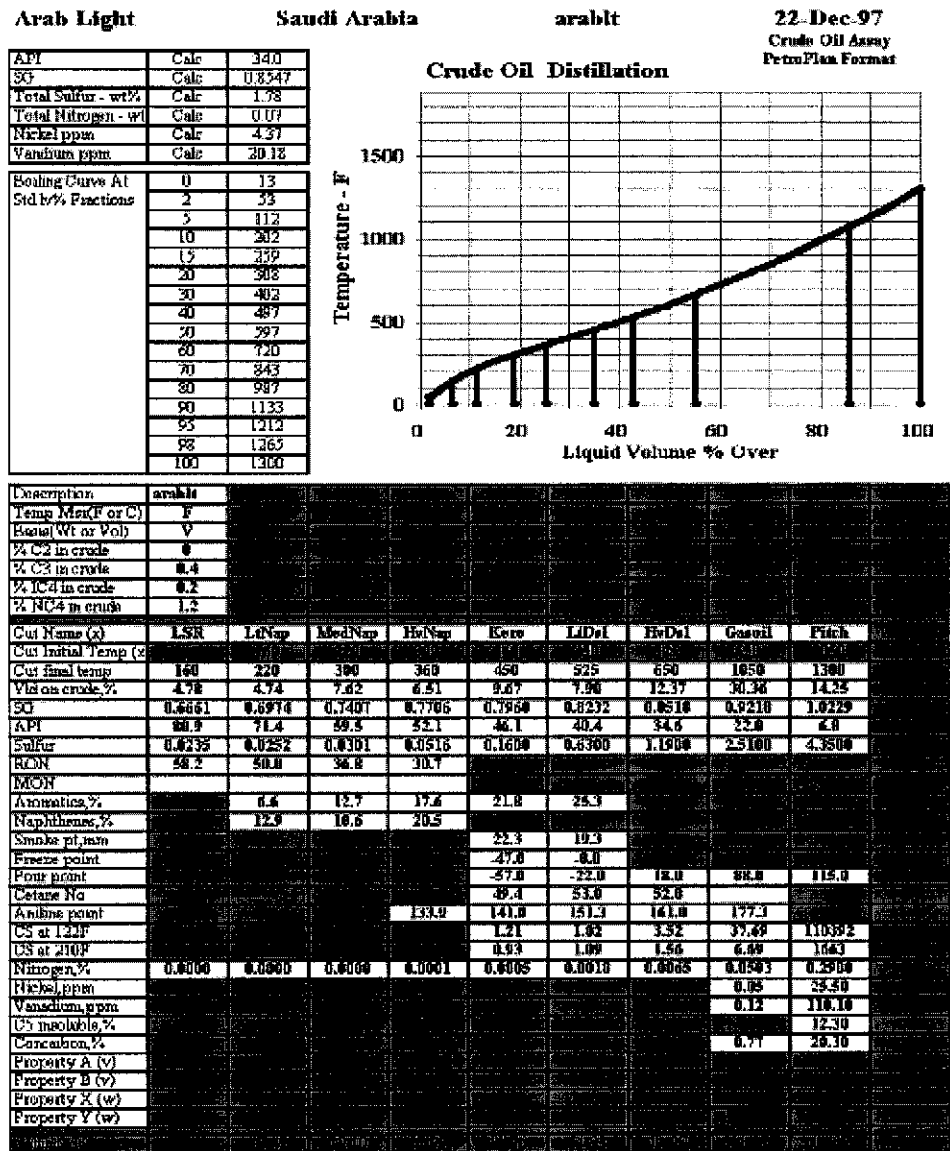 Arab Light Saudi Arabia arablt 22-Dec-97
Crude Oil Assay
PetroPlan Format
API Calc 34.0
SG Calc 0.8547
Total Sulfur - wt% Calc 1.78
Total Nitrogen - wt Calc 0.07
Nickel ppm Calc 4.37
Vandium ppm Calc 20.18
Boiling Curve At 0 13
Std lv% Fractions 2 53
5 112
10 202
15 259
20 308
30 402
40 497
50 597
60 720
70 843
80 987
90 1133
95 1212
98 1265
100 1300
Crude Oil Distillation
Temperature - F
1500
1000
500
0
0 20 40 60 80 100
Liquid Volume % Over
Description arablt
Temp Msr(F or C) F
Basis(Wt or Vol) V
% C2 in crude 0
% C3 in crude 0.4
% IC4 in crude 0.2
% NC4 in crude 1.2
Cut Name (x) LSR LtNap MedNap HvNap Kero LtDsl HvDsl Gasoil Pitch
Cut Initial Temp (x
Cut final temp 160 220 300 360 450 525 650 1050 1300
Yld on crude,% 4.78 4.74 7.62 6.51 9.67 7.90 12.37 30.36 14.25
SG 0.6661 0.6974 0.7407 0.7706 0.7968 0.8232 0.8518 0.9218 1.0229
API 80.9 71.4 59.5 52.1 46.1 40.4 34.6 22.0 6.8
Sulfur 0.0235 0.0252 0.0301 0.0516 0.1600 0.6300 1.1900 2.5100 4.3500
RON 58.2 50.0 36.8 30.7
MON
Aromatics,% 6.6 12.7 17.6 21.8 25.3
Naphthenes,% 12.9 18.6 20.5
Smoke pt,mm 22.3 19.3
Freeze point -47.0 -8.0
Pour point -57.0 -22.0 18.0 88.0 115.0
Cetane No 49.4 53.0 52.0
Aniline point 133.9 141.0 151.3 161.0 177.3
CS at 122F 1.21 1.82 3.52 37.69 110392
CS at 210F 0.93 1.09 1.56 6.69 1663
Nitrogen,% 0.0000 0.0000 0.0000 0.0001 0.0005 0.0010 0.0065 0.0503 0.2900
Nickel,ppm 0.05 25.50
Vanadium,ppm 0.12 118.10
C5 insoluble,% 12.30
Concarbon,% 0.77 20.30
Property A (v)
Property B (v)
Property X (w)
Property Y (w)